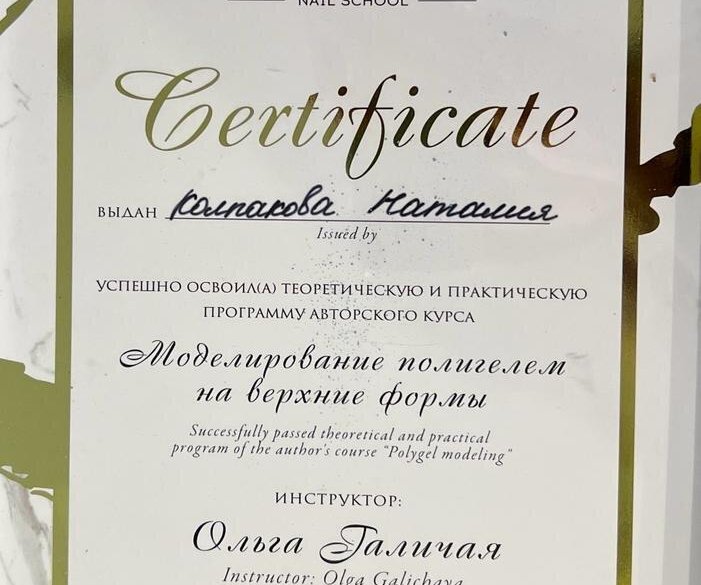 NAIL SCHOOL
Certificate
ВЫДАН Колпакова Наталия
Issued by
УСПЕШНО ОСВОИЛ(А) ТЕОРЕТИЧЕСКУЮ И ПРАКТИЧЕСКУЮ
ПРОГРАММУ АВТОРСКОГО КУРСА
Моделирование полигелем
на верхние формы
Successfully passed theoretical and practical
program of the author's course "Polygel modeling"
ИНСТРУКТОР:
Ольга Галичая
Instructor: Olga Galichaya